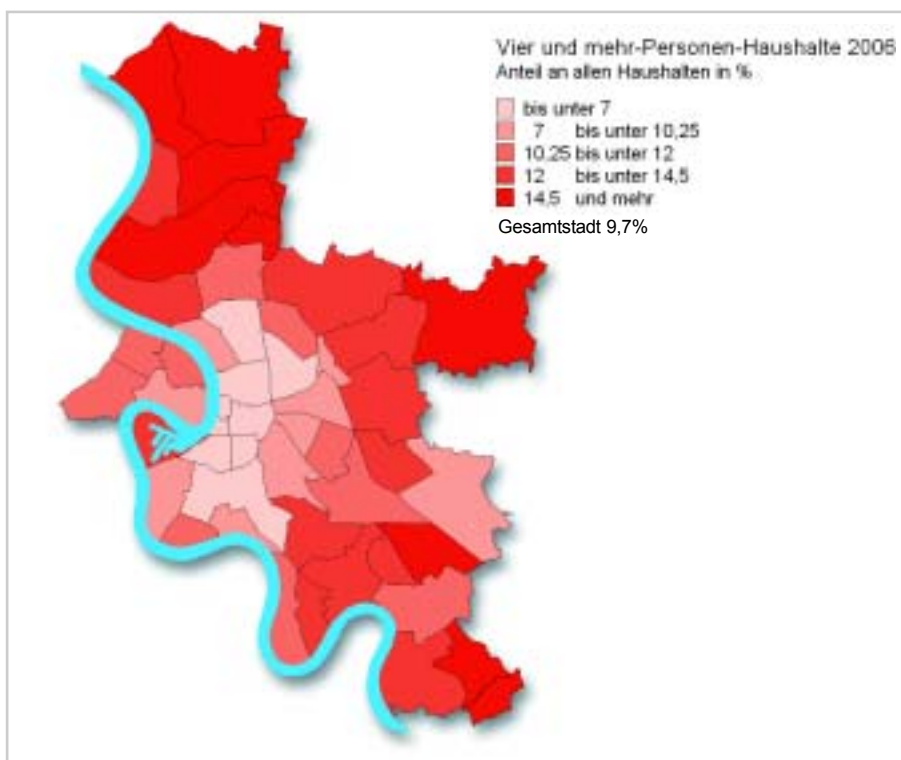 Vier und mehr-Personen-Haushalte 2006
Anteil an allen Haushalten in %
bis unter 7
7 bis unter 10,25
10,25 bis unter 12
12 bis unter 14,5
14,5 und mehr
Gesamtstadt 9,7%